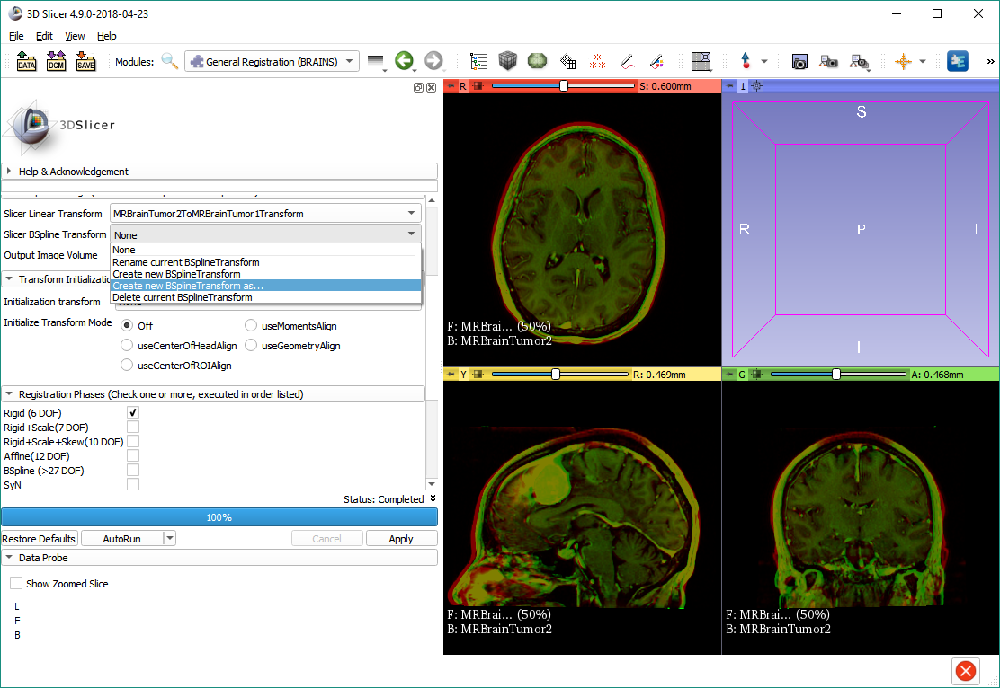 3D Slicer 4.9.0-2018-04-23
File Edit View Help
DATA DCM SAVE Modules: General Registration (BRAINS)
R S: 0.600mm
1
3DSlicer
S
R P L
I
Help & Acknowledgement
Slicer Linear Transform MRBrainTumor2ToMRBrainTumor1Transform
Slicer BSpline Transform None
None
Output Image Volume
Rename current BSplineTransform
Create new BSplineTransform
Transform Initializatio
Create new BSplineTransform as...
Delete current BSplineTransform
Initialization transform None
Initialize Transform Mode Off useMomentsAlign
useCenterOfHeadAlign useGeometryAlign
useCenterOfROIAlign
F: MRBrai... (50%)
B: MRBrainTumor2
Y R: 0.469mm
G A: 0.468mm
Registration Phases (Check one or more, executed in order listed)
Rigid (6 DOF)
Rigid+Scale(7 DOF)
Rigid+Scale+Skew(10 DOF)
Affine(12 DOF)
BSpline (>27 DOF)
SyN
Status: Completed
100%
Restore Defaults AutoRun Cancel Apply
Data Probe
Show Zoomed Slice
L
F
B
F: MRBrai... (50%)
B: MRBrainTumor2
F: MRBrai... (50%)
B: MRBrainTumor2